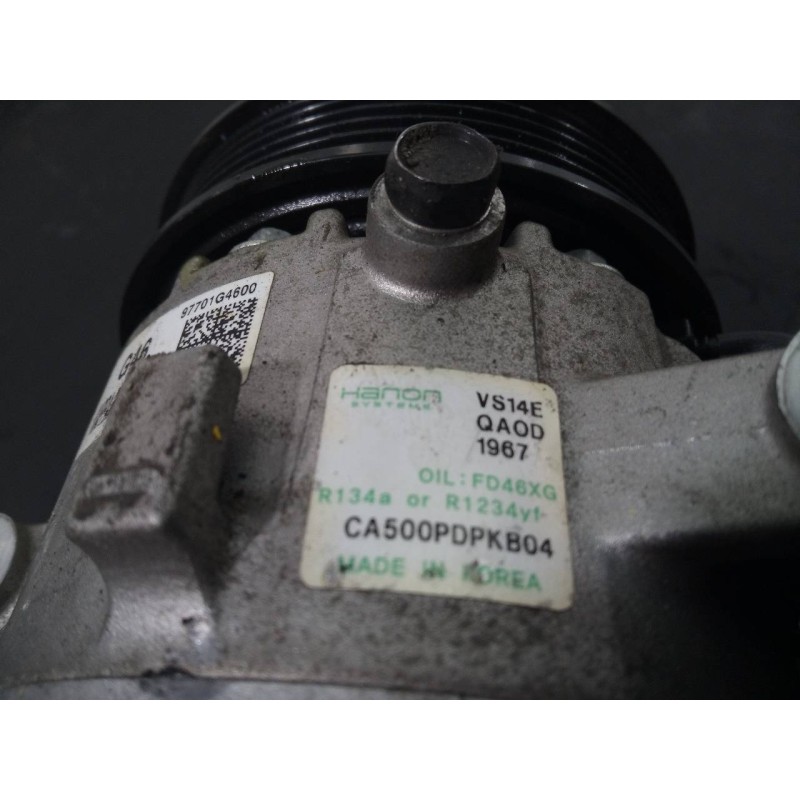 97701G4600
Hanon
SYSTEMS
VS14E
QAOD
1967
OIL: FD46XG
R134a or R1234yf
CA500PDPKB04
MADE IN KOREA